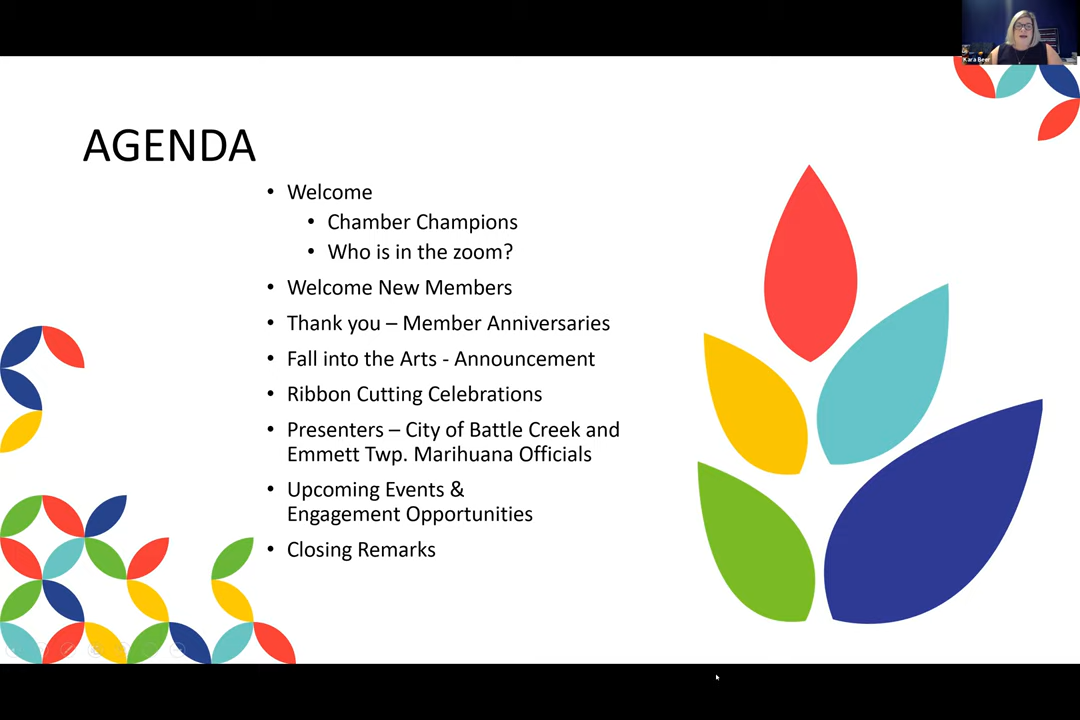 Kara Beer
AGENDA
• Welcome
• Chamber Champions
• Who is in the zoom?
• Welcome New Members
• Thank you – Member Anniversaries
• Fall into the Arts - Announcement
• Ribbon Cutting Celebrations
• Presenters – City of Battle Creek and
Emmett Twp. Marihuana Officials
• Upcoming Events &
Engagement Opportunities
• Closing Remarks